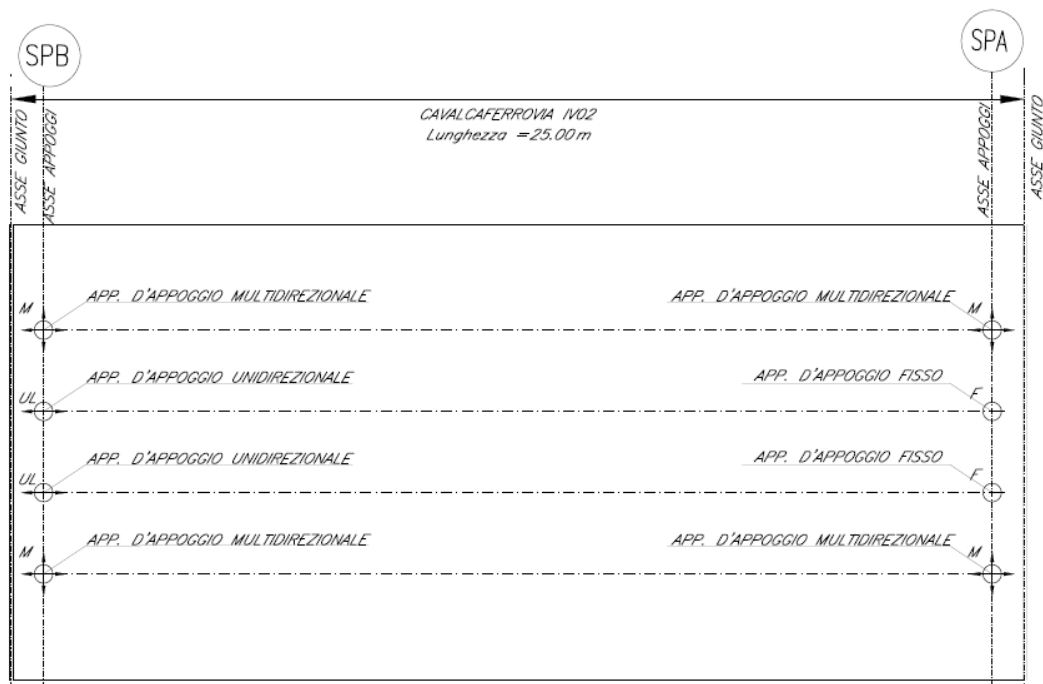 SPB
SPA
CAVALCAFERROVIA IV02
Lunghezza =25.00 m
ASSE GIUNTO
ASSE APPOGGI
ASSE APPOGGI
ASSE GIUNTO
M
APP. D'APPOGGIO MULTIDIREZIONALE
APP. D'APPOGGIO MULTIDIREZIONALE
M
UL
APP. D'APPOGGIO UNIDIREZIONALE
APP. D'APPOGGIO FISSO
F
UL
APP. D'APPOGGIO UNIDIREZIONALE
APP. D'APPOGGIO FISSO
F
M
APP. D'APPOGGIO MULTIDIREZIONALE
APP. D'APPOGGIO MULTIDIREZIONALE
M